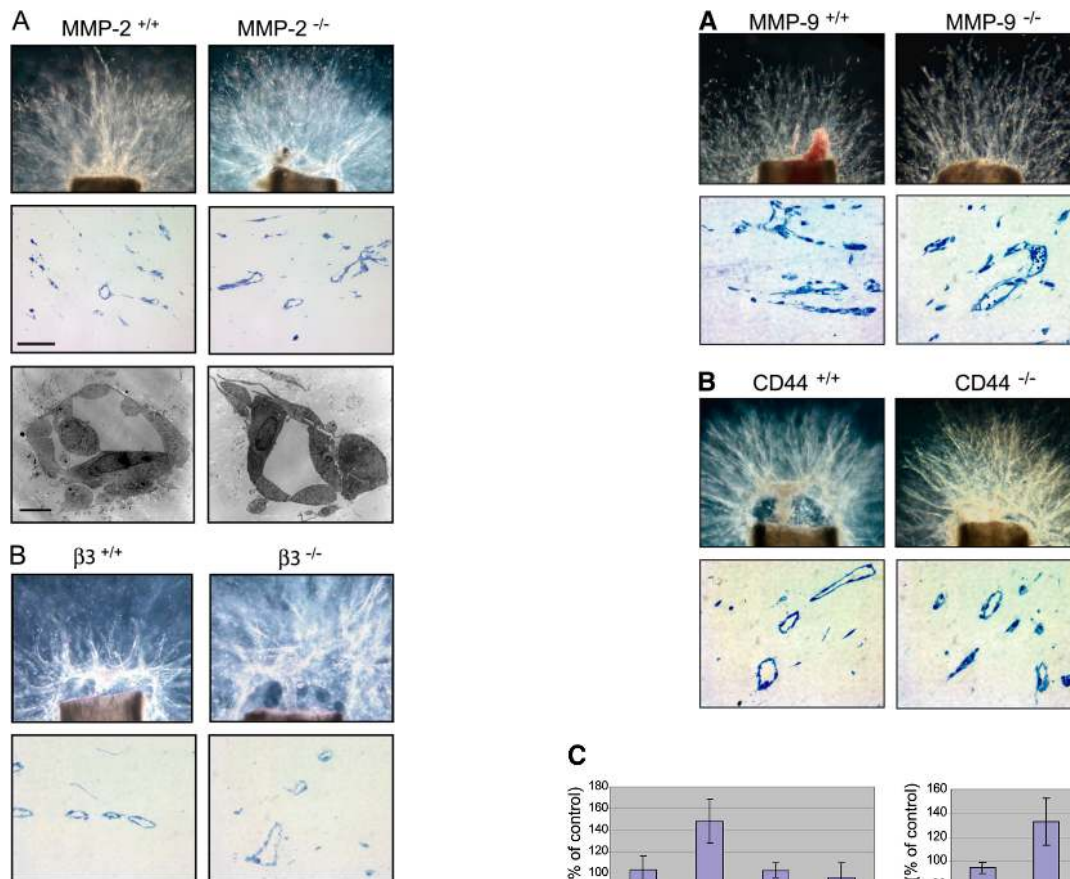 A
MMP-2 +/+ MMP-2 -/-
B
β3 +/+ β3 -/-
A
MMP-9 +/+ MMP-9 -/-
B
CD44 +/+ CD44 -/-
C
(% of control)
180
160
140
120
100
(% of control)
160
140
120
100